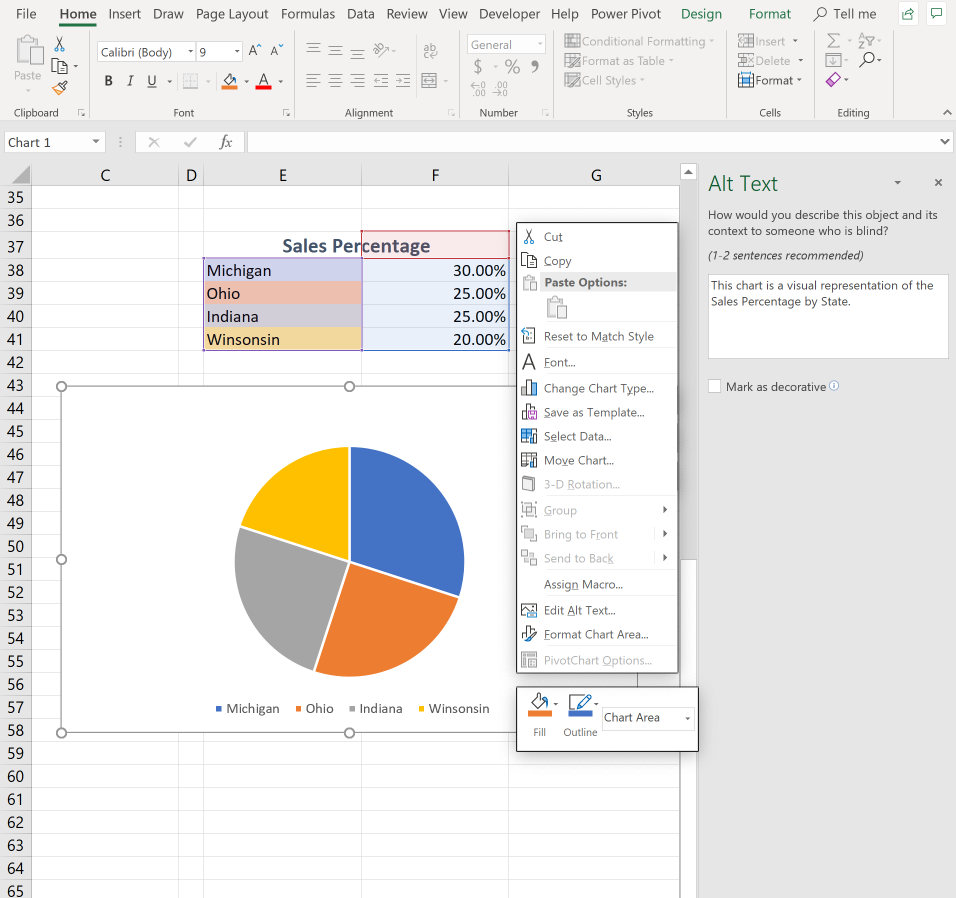 File Home Insert Draw Page Layout Formulas Data Review View Developer Help Power Pivot Design Format Tell me
Paste
Calibri (Body) 9 A A
B I U A
ab
General
$ % 9
.00
.00
Conditional Formatting
Format as Table
Cell Styles
Insert
Delete
Format
Clipboard Font Alignment Number Styles Cells Editing
Chart 1 fx
C D E F G
35
36
37 Sales Percentage
38 Michigan 30.00%
39 Ohio 25.00%
40 Indiana 25.00%
41 Winsonsin 20.00%
42
43
44
45
46
47
48
49
50
51
52
53
54
55
56
57
58
59
60
61
62
63
64
65
Michigan Ohio Indiana Winsonsin
Cut
Copy
Paste Options:
Reset to Match Style
Font...
Change Chart Type...
Save as Template...
Select Data...
Move Chart...
3-D Rotation...
Group
Bring to Front
Send to Back
Assign Macro...
Edit Alt Text...
Format Chart Area...
PivotChart Options...
Fill Outline Chart Area
Alt Text
How would you describe this object and its
context to someone who is blind?
(1-2 sentences recommended)
This chart is a visual representation of the
Sales Percentage by State.
Mark as decorative